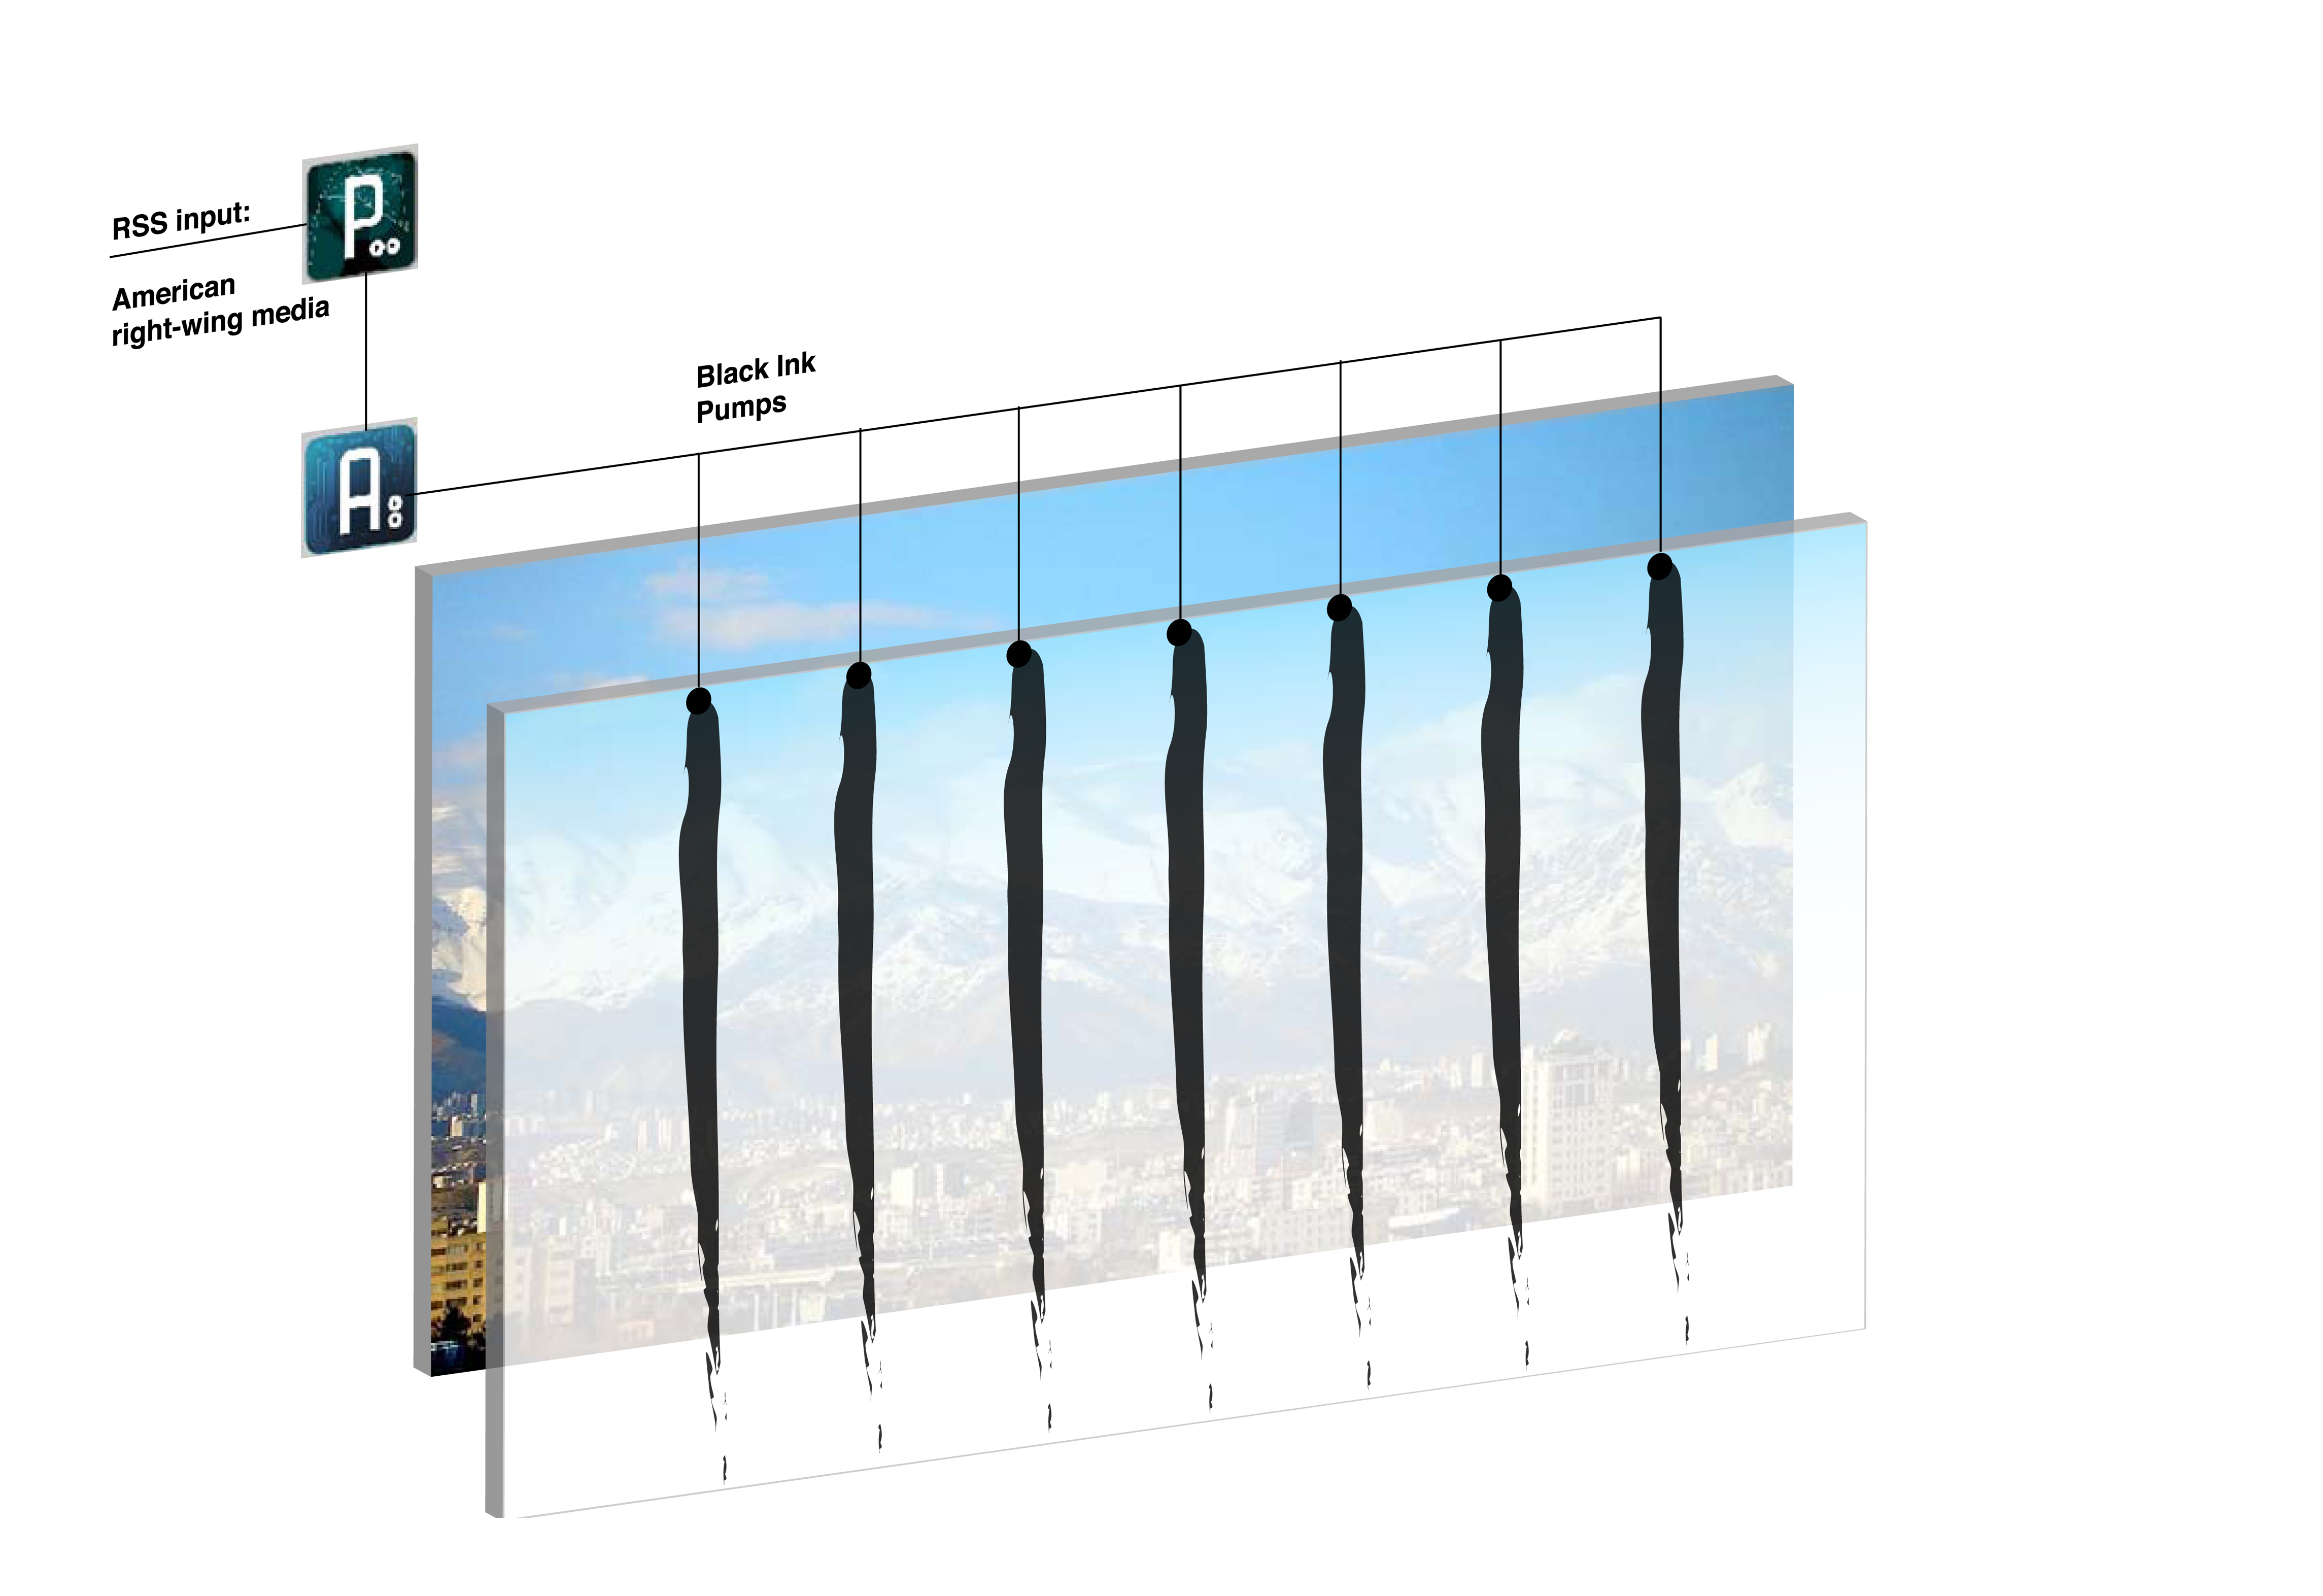 P
RSS input:
American
right-wing media
Black Ink
Pumps
A